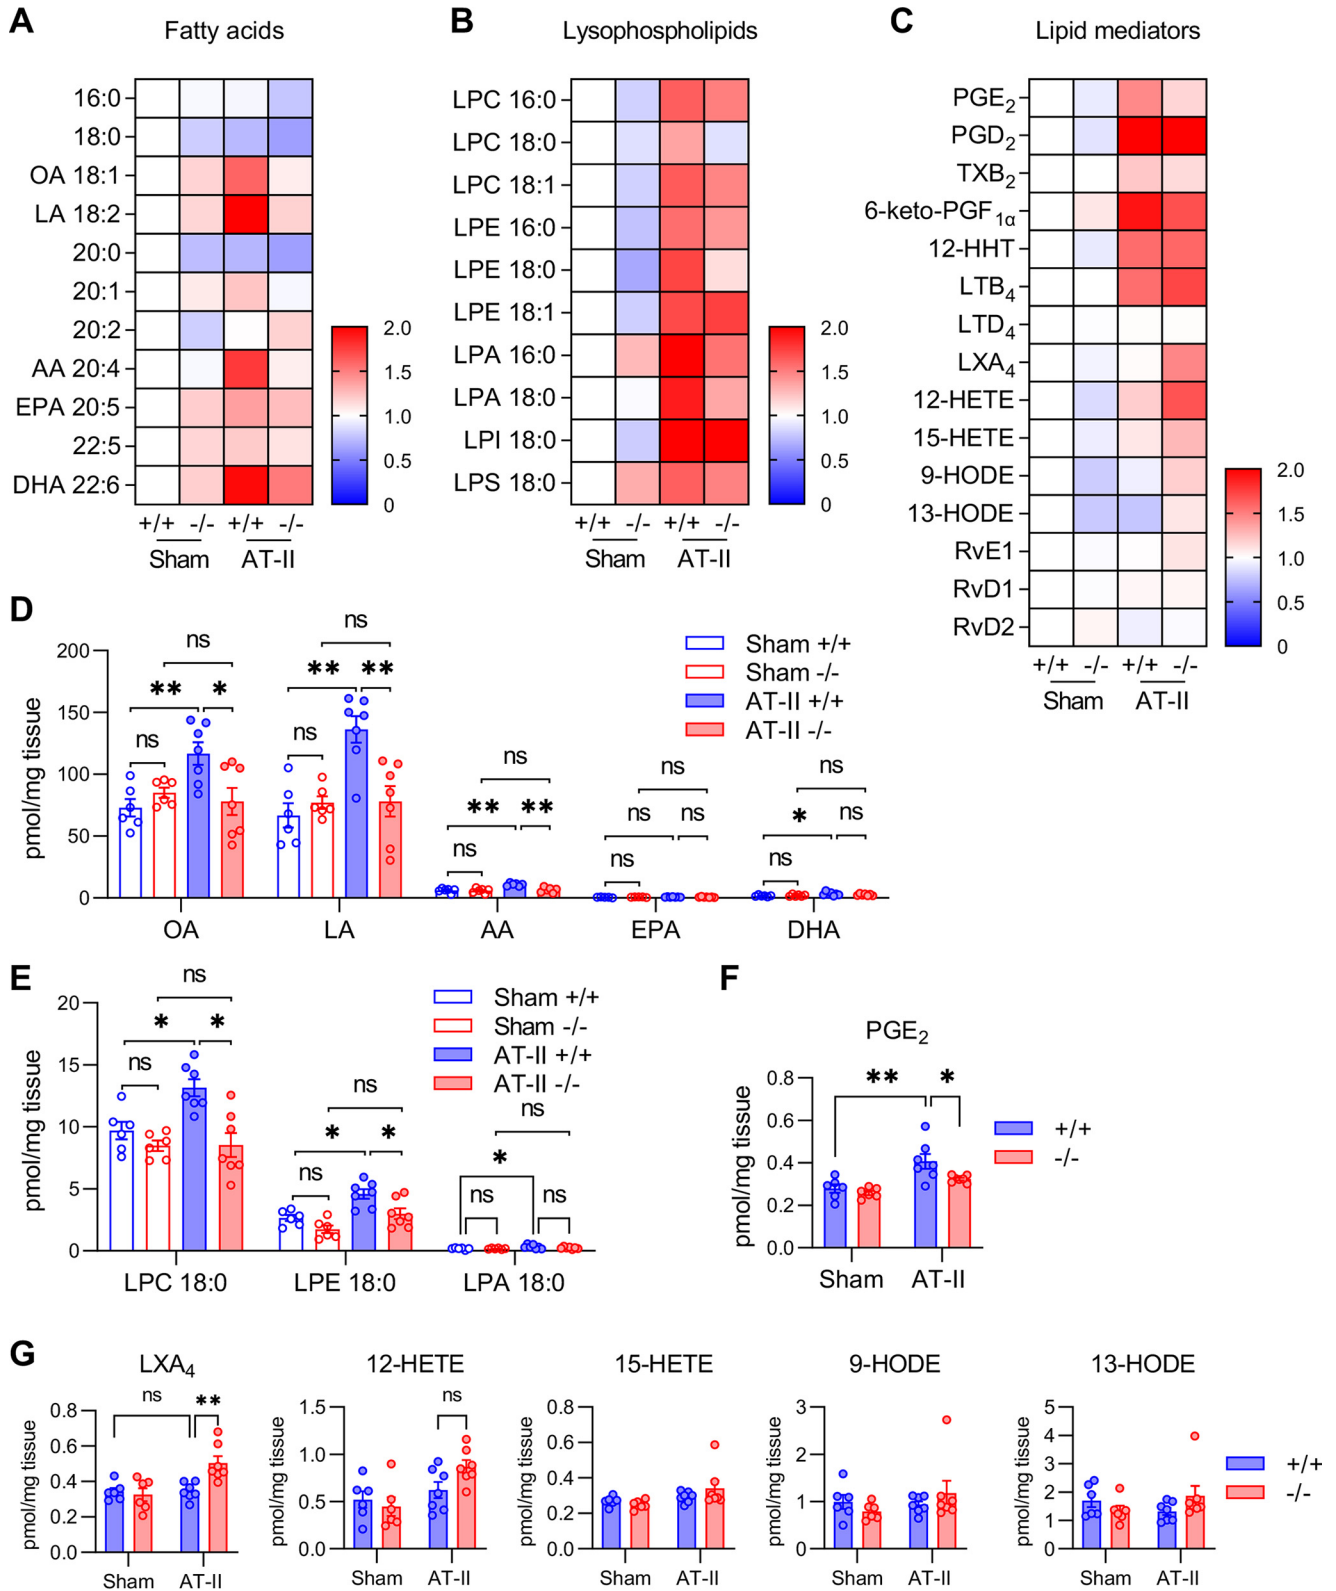 A
Fatty acids
16:0
18:0
OA 18:1
LA 18:2
20:0
20:1
20:2
AA 20:4
EPA 20:5
22:5
DHA 22:6
+/+ -/- +/+ -/-
Sham AT-II
2.0
1.5
1.0
0.5
0
B
Lysophospholipids
LPC 16:0
LPC 18:0
LPC 18:1
LPE 16:0
LPE 18:0
LPE 18:1
LPA 16:0
LPA 18:0
LPI 18:0
LPS 18:0
+/+ -/- +/+ -/-
Sham AT-II
2.0
1.5
1.0
0.5
0
C
Lipid mediators
PGE2
PGD2
TXB2
6-keto-PGF1α
12-HHT
LTB4
LTD4
LXA4
12-HETE
15-HETE
9-HODE
13-HODE
RvE1
RvD1
RvD2
+/+ -/- +/+ -/-
Sham AT-II
2.0
1.5
1.0
0.5
0
D
pmol/mg tissue
200
150
100
50
0
ns
** *
ns
ns
** **
ns
ns
** **
ns
ns
ns ns
ns
ns
* ns
ns
OA LA AA EPA DHA
Sham +/+
Sham -/-
AT-II +/+
AT-II -/-
E
pmol/mg tissue
20
15
10
5
0
ns
* *
ns
ns
* *
ns
ns
*
ns ns
LPC 18:0 LPE 18:0 LPA 18:0
Sham +/+
Sham -/-
AT-II +/+
AT-II -/-
F
PGE2
pmol/mg tissue
0.8
0.6
0.4
0.2
0.0
** *
Sham AT-II
+/+
-/-
G
LXA4
pmol/mg tissue
0.8
0.6
0.4
0.2
0.0
ns **
Sham AT-II
12-HETE
pmol/mg tissue
1.5
1.0
0.5
0.0
ns
Sham AT-II
15-HETE
pmol/mg tissue
0.8
0.6
0.4
0.2
0.0
Sham AT-II
9-HODE
pmol/mg tissue
3
2
1
0
Sham AT-II
13-HODE
pmol/mg tissue
5
4
3
2
1
0
Sham AT-II
+/+
-/-